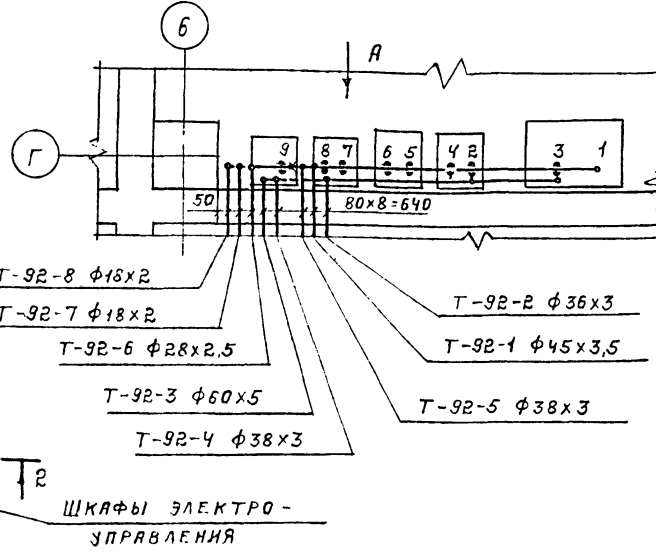 6
А
Г
9 8 7 6 5 4 2 3 1
50 80×8=640
Т-92-8 ф18×2
Т-92-2 ф36×3
Т-92-7 ф18×2
Т-92-6 ф28×2,5
Т-92-1 ф45×3,5
Т-92-3 ф60×5
Т-92-5 ф38×3
Т-92-4 ф38×3
2
ШКАФЫ ЭЛЕКТРО-
УПРАВЛЕНИЯ